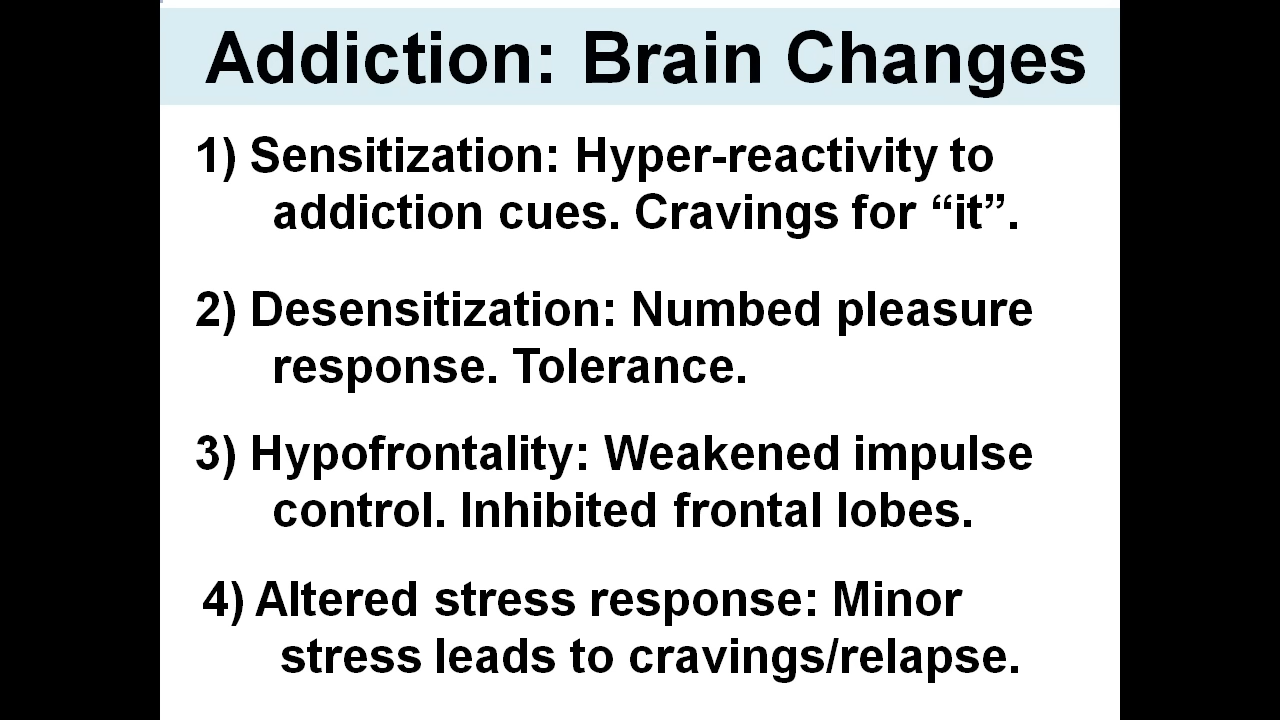 Addiction: Brain Changes
1) Sensitization: Hyper-reactivity to
addiction cues. Cravings for “it”.
2) Desensitization: Numbed pleasure
response. Tolerance.
3) Hypofrontality: Weakened impulse
control. Inhibited frontal lobes.
4) Altered stress response: Minor
stress leads to cravings/relapse.